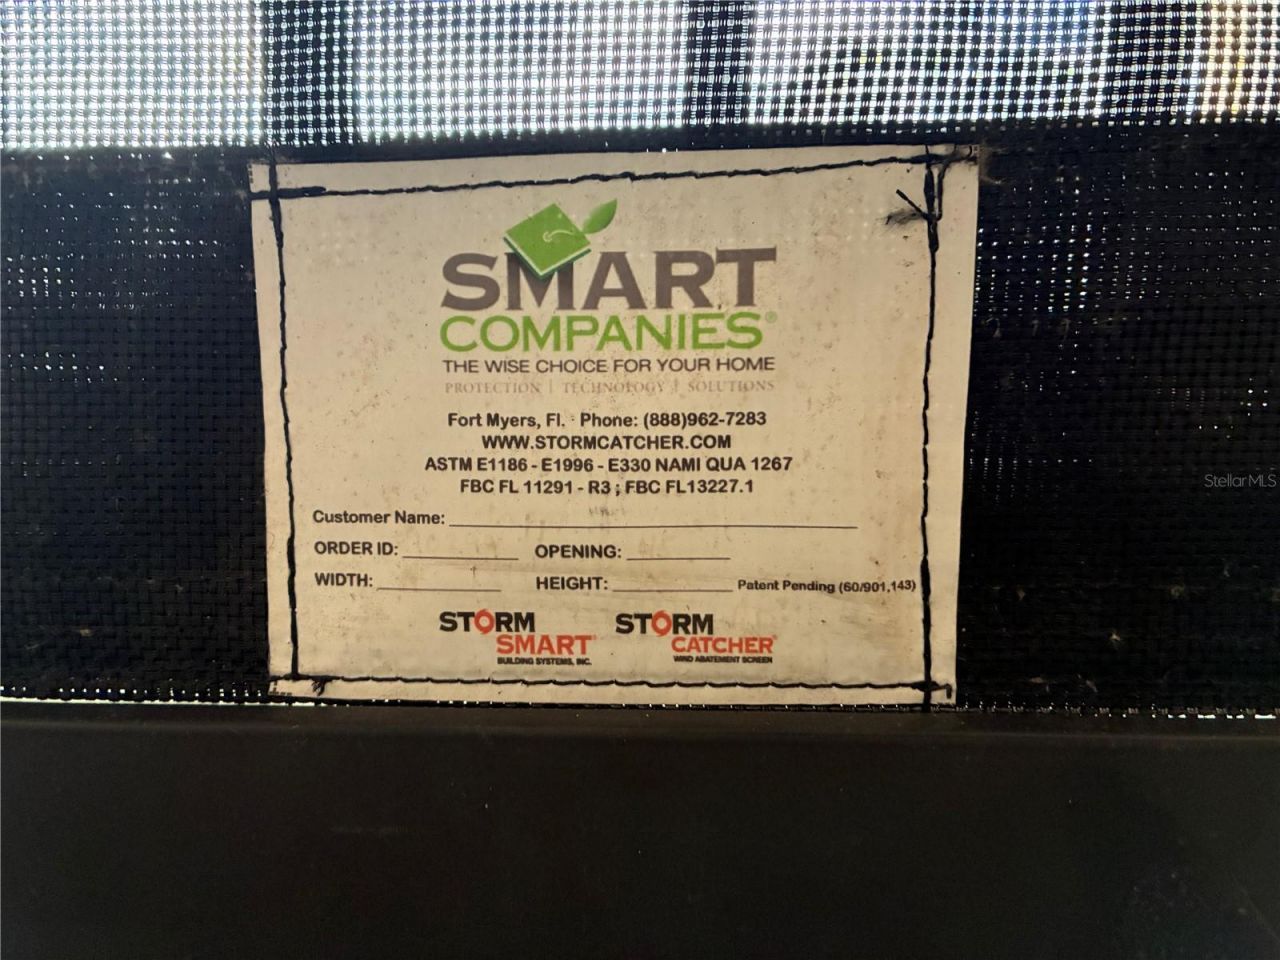 SMART
COMPANIES®
THE WISE CHOICE FOR YOUR HOME
PROTECTION | TECHNOLOGY | SOLUTIONS
Fort Myers, Fl. · Phone: (888)962-7283
WWW.STORMCATCHER.COM
ASTM E1186 - E1996 - E330 NAMI QUA 1267
FBC FL 11291 - R3 ; FBC FL13227.1
Customer Name:
ORDER ID: OPENING:
WIDTH: HEIGHT: Patent Pending (60/901,143)
STORM STORM
SMART CATCHER
BUILDING SYSTEMS, INC. WIND ABATEMENT SCREEN
StellarMLS